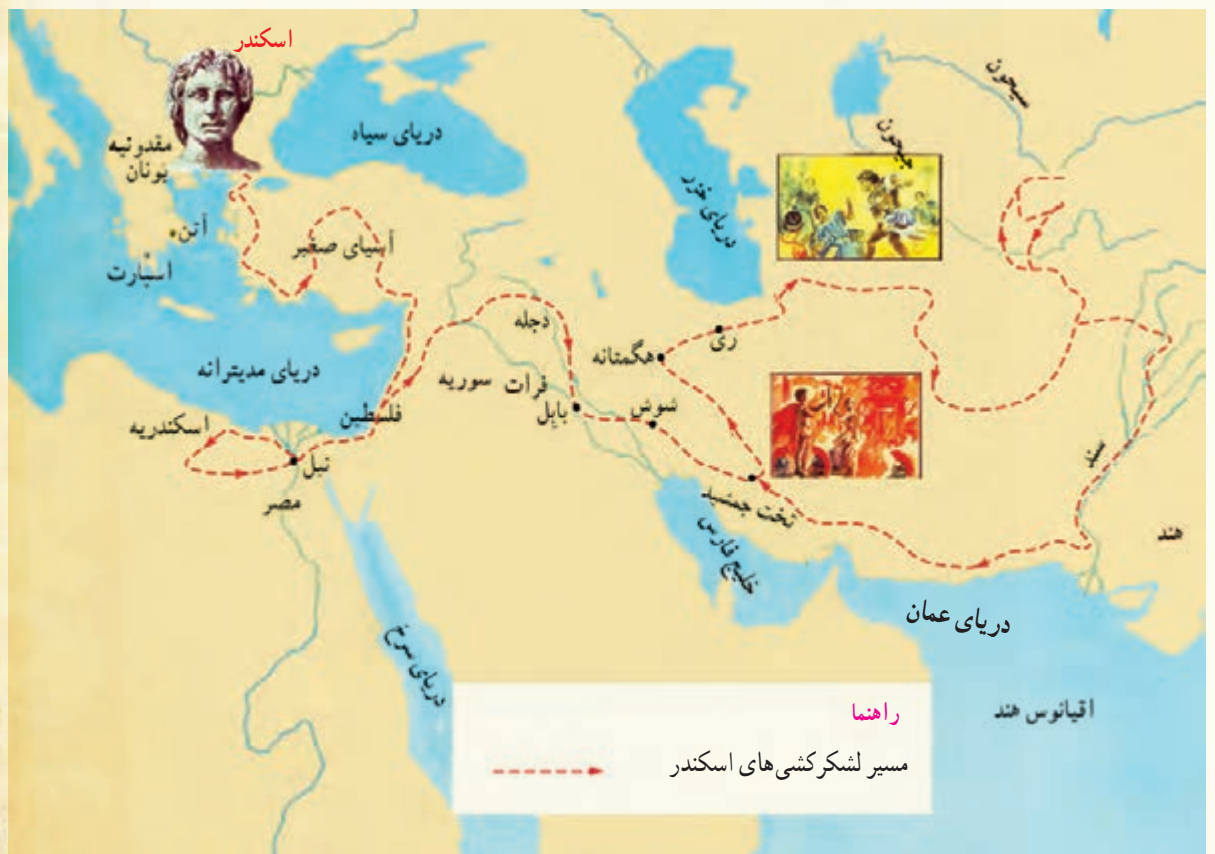 اسکندر
سیحون
جیحون
دریای سیاه
مقدونیه
یونان
دریای خزر
آتن
آسیای صغیر
اسپارت
دجله
ری
هگمتانه
دریای مدیترانه
سوریه
فرات
شوش
بابل
فلسطین
اسکندریه
سند
نیل
تخت جمشید
مصر
خلیج فارس
هند
دریای عمان
دریای سرخ
اقیانوس هند
راهنما
مسیر لشکرکشی‌های اسکندر